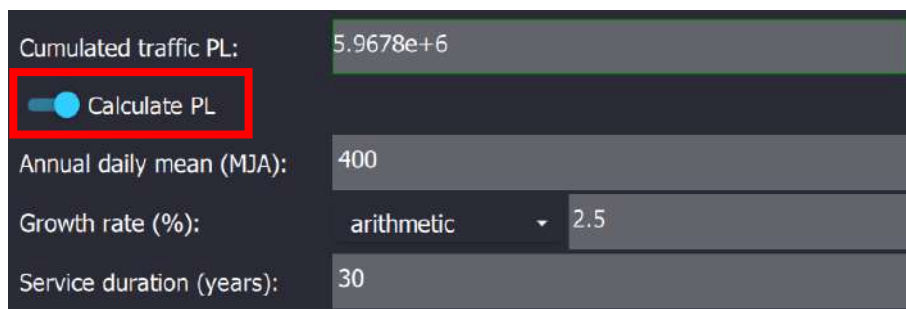 Cumulated traffic PL: 5.9678e+6
Calculate PL
Annual daily mean (MJA): 400
Growth rate (%): arithmetic 2.5
Service duration (years): 30